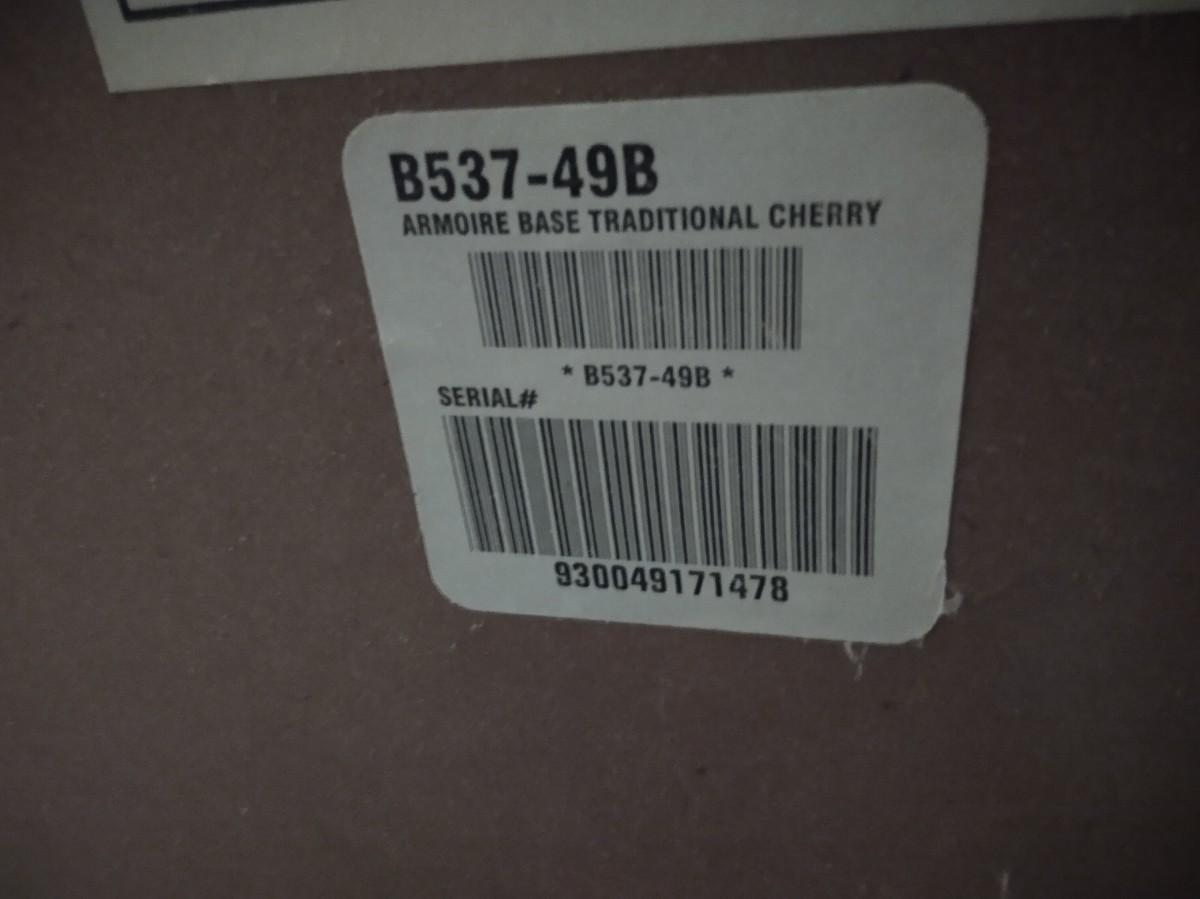 B537-49B
ARMOIRE BASE TRADITIONAL CHERRY
* B537-49B *
SERIAL#
930049171478